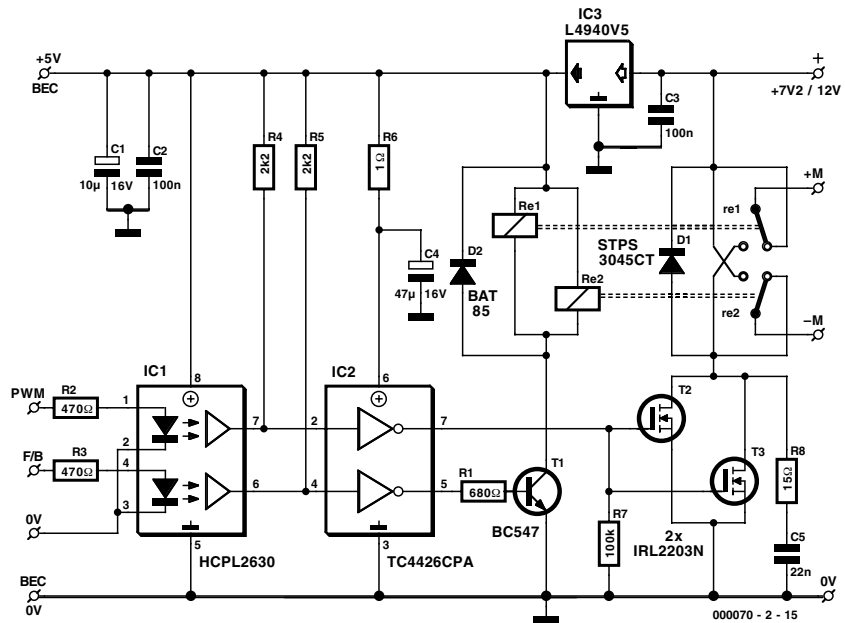 IC3
L4940V5
+5V
BEC
+
+7V2 / 12V
C1
10µ
16V
C2
100n
R4
2k2
R5
2k2
R6
1Ω
C3
100n
+M
Re1
re1
D2
BAT
85
STPS
3045CT
D1
C4
47µ
16V
Re2
re2
–M
IC1
IC2
8
6
T2
PWM
R2
470Ω
1
7
2
7
2
F/B
R3
470Ω
4
6
4
5
R1
680Ω
T1
T3
R8
15Ω
3
0V
BC547
R7
100k
2x
IRL2203N
5
HCPL2630
3
TC4426CPA
C5
22n
BEC
0V
0V
000070 - 2 - 15